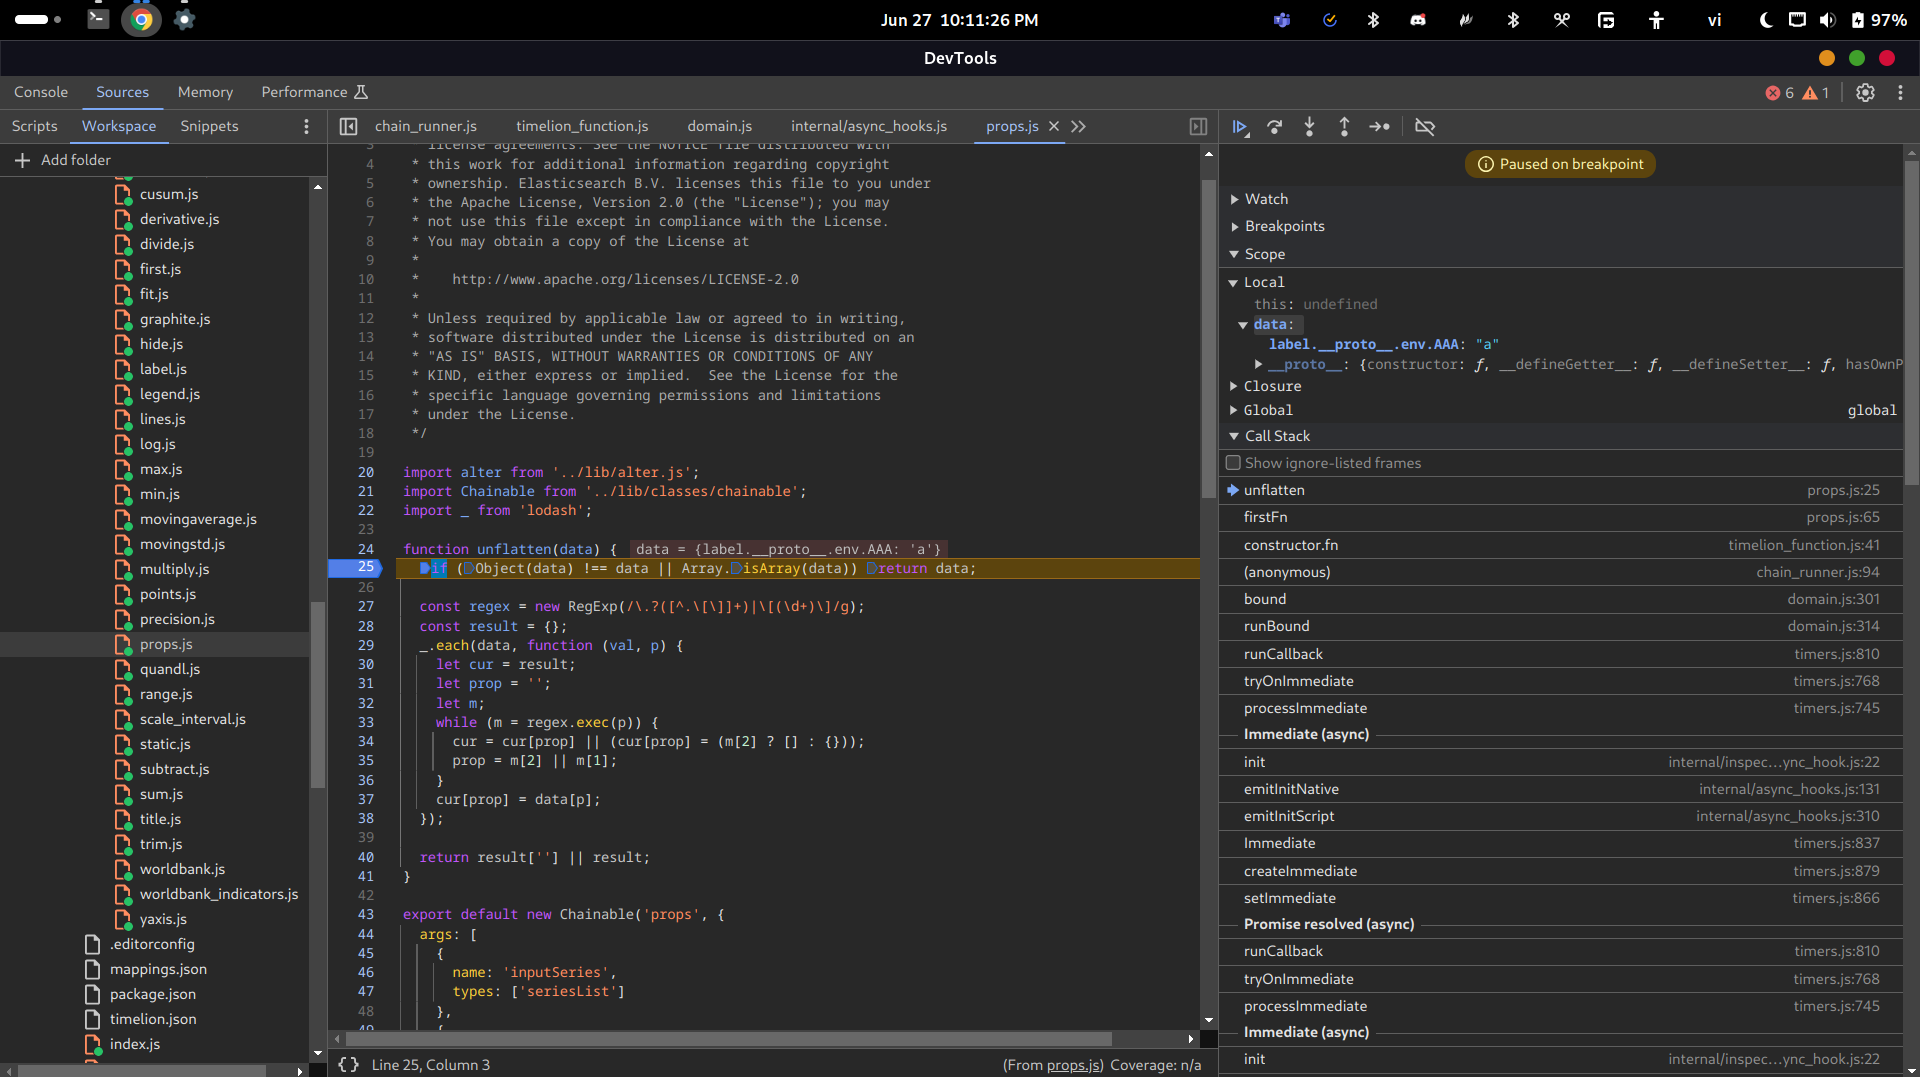 Jun 27 10:11:26 PM
vi
97%
DevTools
Console
Sources
Memory
Performance
6
1
Scripts
Workspace
Snippets
Add folder
cusum.js
derivative.js
divide.js
first.js
fit.js
graphite.js
hide.js
label.js
legend.js
lines.js
log.js
max.js
min.js
movingaverage.js
movingstd.js
multiply.js
points.js
precision.js
props.js
quandl.js
range.js
scale_interval.js
static.js
subtract.js
sum.js
title.js
trim.js
worldbank.js
worldbank_indicators.js
yaxis.js
.editorconfig
mappings.json
package.json
timelion.json
index.js
chain_runner.js
timelion_function.js
domain.js
internal/async_hooks.js
props.js
3 license agreements. See the NOTICE file distributed with
4 * this work for additional information regarding copyright
5 * ownership. Elasticsearch B.V. licenses this file to you under
6 * the Apache License, Version 2.0 (the "License"); you may
7 * not use this file except in compliance with the License.
8 * You may obtain a copy of the License at
9 *
10 *    http://www.apache.org/licenses/LICENSE-2.0
11 *
12 * Unless required by applicable law or agreed to in writing,
13 * software distributed under the License is distributed on an
14 * "AS IS" BASIS, WITHOUT WARRANTIES OR CONDITIONS OF ANY
15 * KIND, either express or implied.  See the License for the
16 * specific language governing permissions and limitations
17 * under the License.
18 */
19
20 import alter from '../lib/alter.js';
21 import Chainable from '../lib/classes/chainable';
22 import _ from 'lodash';
23
24 function unflatten(data) { data = {label.__proto__.env.AAA: 'a'}
25 if (Object(data) !== data || Array.isArray(data)) return data;
26
27 const regex = new RegExp(/\.?([^.\[\]]+)|\[(\d+)\]/g);
28 const result = {};
29 _.each(data, function (val, p) {
30 let cur = result;
31 let prop = '';
32 let m;
33 while (m = regex.exec(p)) {
34 cur = cur[prop] || (cur[prop] = (m[2] ? [] : {}));
35 prop = m[2] || m[1];
36 }
37 cur[prop] = data[p];
38 });
39
40 return result[''] || result;
41 }
42
43 export default new Chainable('props', {
44 args: [
45 {
46 name: 'inputSeries',
47 types: ['seriesList']
48 },
49 {
{} Line 25, Column 3
(From props.js) Coverage: n/a
Paused on breakpoint
Watch
Breakpoints
Scope
Local
this: undefined
data:
label.__proto__.env.AAA: "a"
__proto__: {constructor: ƒ, __defineGetter__: ƒ, __defineSetter__: ƒ, hasOwnP
Closure
Global global
Call Stack
Show ignore-listed frames
unflatten props.js:25
firstFn props.js:65
constructor.fn timelion_function.js:41
(anonymous) chain_runner.js:94
bound domain.js:301
runBound domain.js:314
runCallback timers.js:810
tryOnImmediate timers.js:768
processImmediate timers.js:745
Immediate (async)
init internal/inspec…ync_hook.js:22
emitInitNative internal/async_hooks.js:131
emitInitScript internal/async_hooks.js:310
Immediate timers.js:837
createImmediate timers.js:879
setImmediate timers.js:866
Promise resolved (async)
runCallback timers.js:810
tryOnImmediate timers.js:768
processImmediate timers.js:745
Immediate (async)
init internal/inspec…ync_hook.js:22